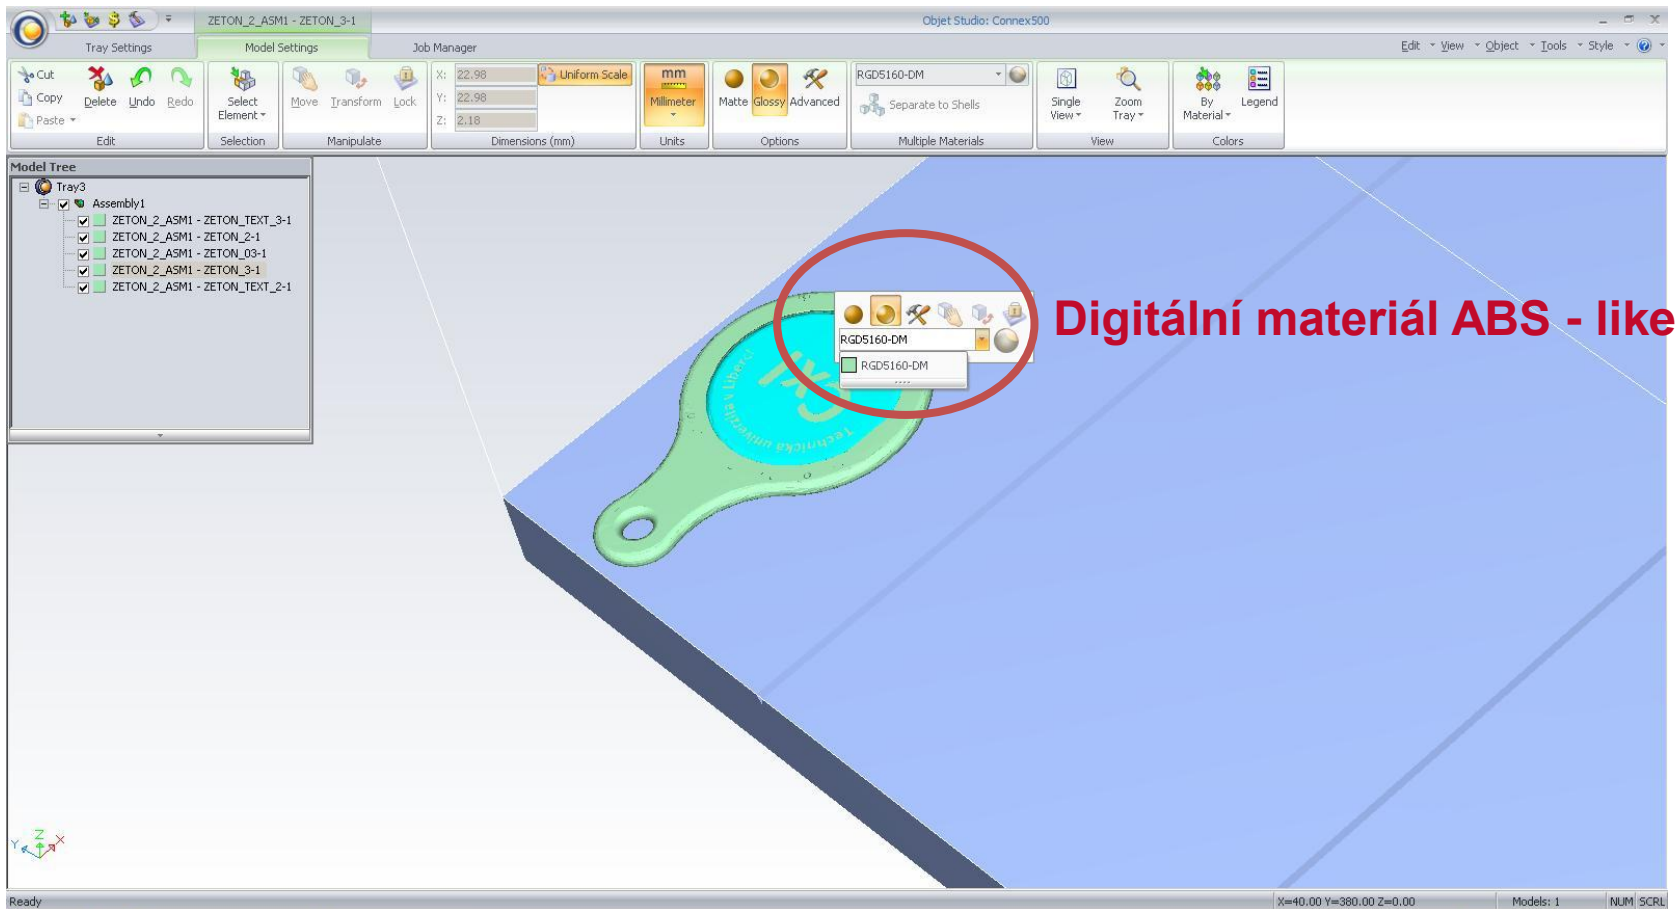 ZETON_2_ASM1 - ZETON_3-1
Objet Studio: Connex500
Tray Settings
Model Settings
Job Manager
Edit View Object Tools Style
Cut
Copy
Paste
Delete
Undo
Redo
Edit
Select
Element
Selection
Move
Transform
Lock
Manipulate
X: 22.98
Y: 22.98
Z: 2.18
Uniform Scale
Dimensions (mm)
mm
Millimeter
Units
Matte
Glossy
Advanced
Options
RGD5160-DM
Separate to Shells
Multiple Materials
Single
View
Zoom
Tray
View
By
Material
Legend
Colors
Model Tree
Tray3
Assembly1
ZETON_2_ASM1 - ZETON_TEXT_3-1
ZETON_2_ASM1 - ZETON_2-1
ZETON_2_ASM1 - ZETON_03-1
ZETON_2_ASM1 - ZETON_3-1
ZETON_2_ASM1 - ZETON_TEXT_2-1
RGD5160-DM
RGD5160-DM
Digitální materiál ABS - like
Technická univerzita v Liberci
Z
Y
X
Ready
X=40.00 Y=380.00 Z=0.00
Models: 1
NUM
SCRL